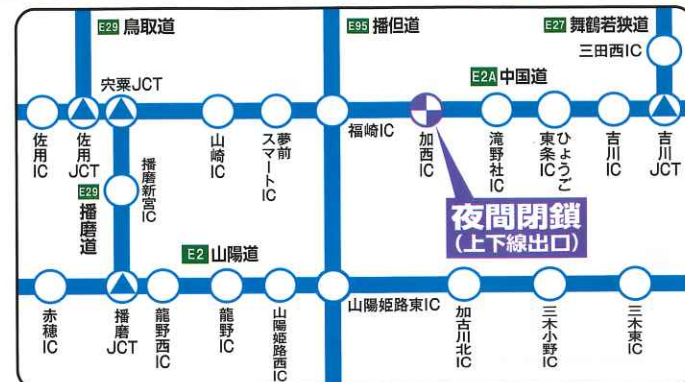 E29 鳥取道
E95 播但道
E27 舞鶴若狭道
三田西IC
宍粟JCT
E2A 中国道
佐用IC
佐用JCT
山崎IC
夢前スマートIC
福崎IC
加西IC
滝野社IC
ひょうご東条IC
吉川IC
吉川JCT
播磨新宮IC
E29
播磨道
夜間閉鎖
(上下線出口)
E2 山陽道
赤穂IC
播磨JCT
龍野西IC
龍野IC
山陽姫路西IC
山陽姫路東IC
加古川北IC
三木小野IC
三木東IC